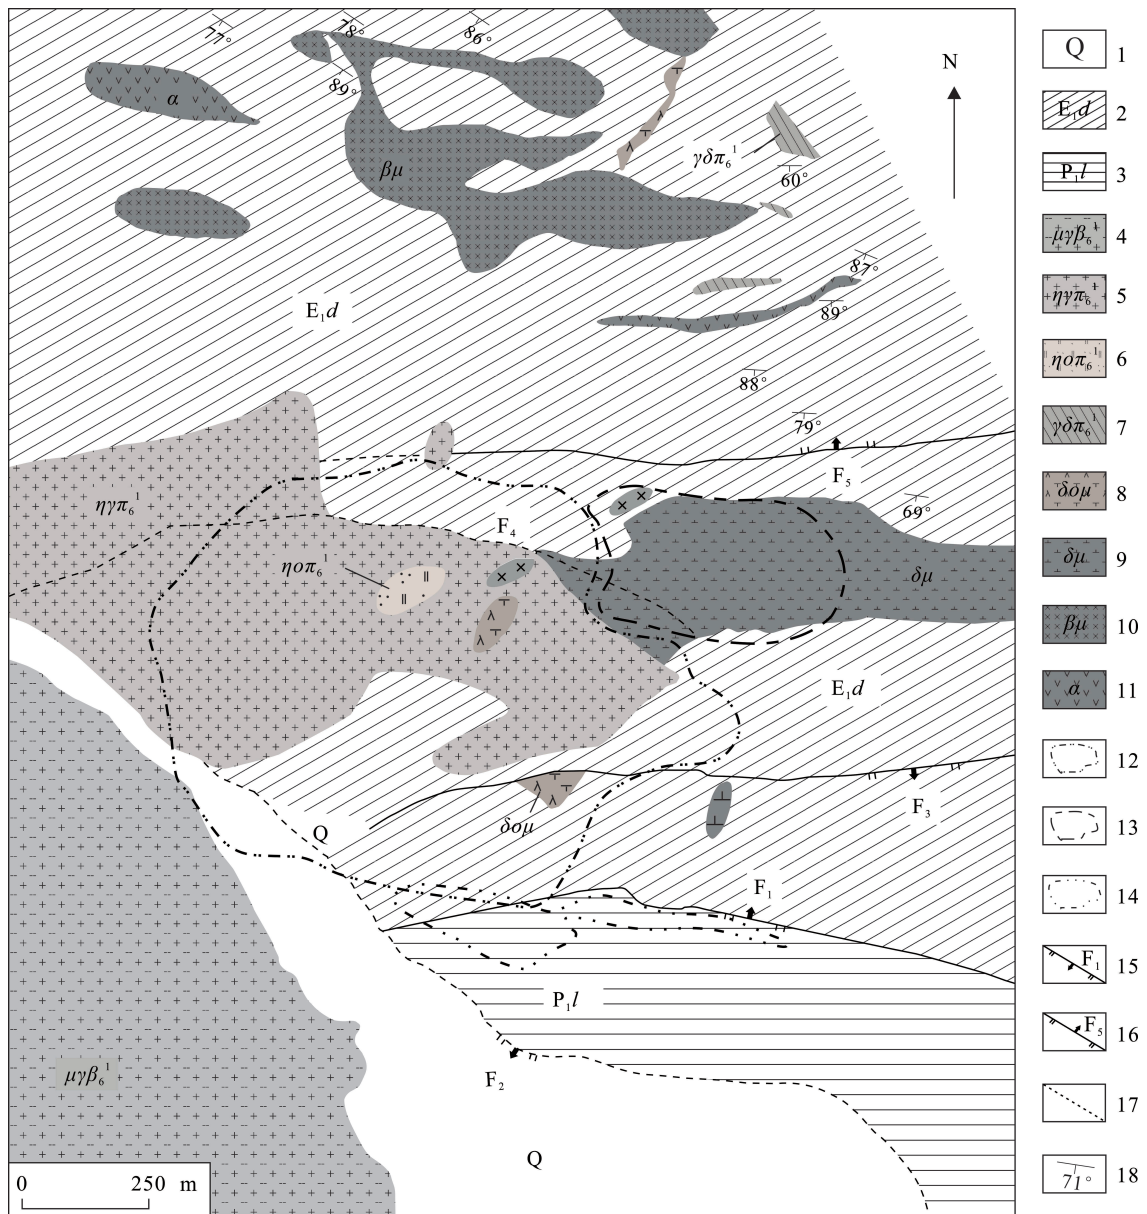 77°
78°
86°
89°
α
βμ
γδπ₆¹
60°
N
87°
89°
E₁d
88°
79°
F₅
ηγπ₆¹
F₄
69°
ηοπ₆¹
δμ
E₁d
Q
δομ
F₃
F₁
P₁l
F₂
μγβ₆¹
Q
0 250 m
Q 1
E₁d 2
P₁l 3
μγβ₆¹ 4
ηγπ₆¹ 5
ηοπ₆¹ 6
γδπ₆¹ 7
δομ 8
δμ 9
βμ 10
α 11
12
13
14
F₁ 15
F₅ 16
17
71° 18